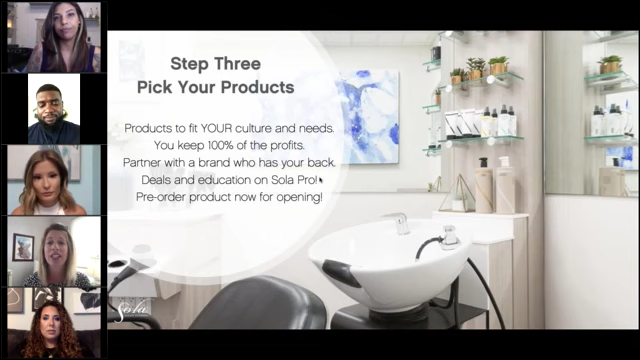 Step Three
Pick Your Products
Products to fit YOUR culture and needs.
You keep 100% of the profits.
Partner with a brand who has your back.
Deals and education on Sola Pro!
Pre-order product now for opening!
Sola